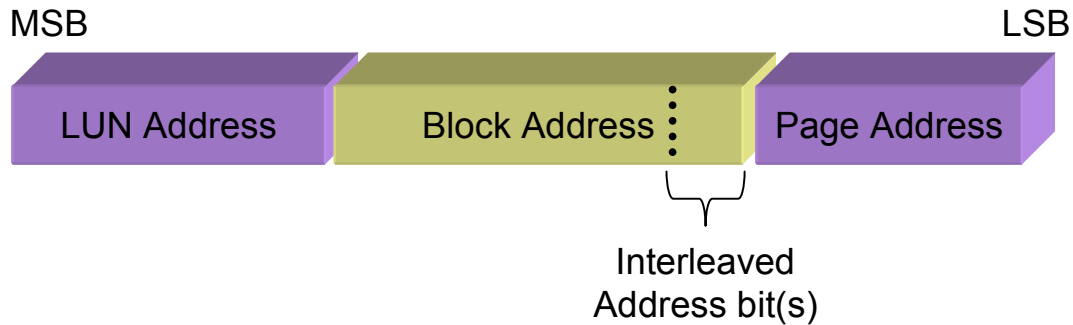 MSB
LSB
LUN Address
Block Address
Page Address
Interleaved
Address bit(s)